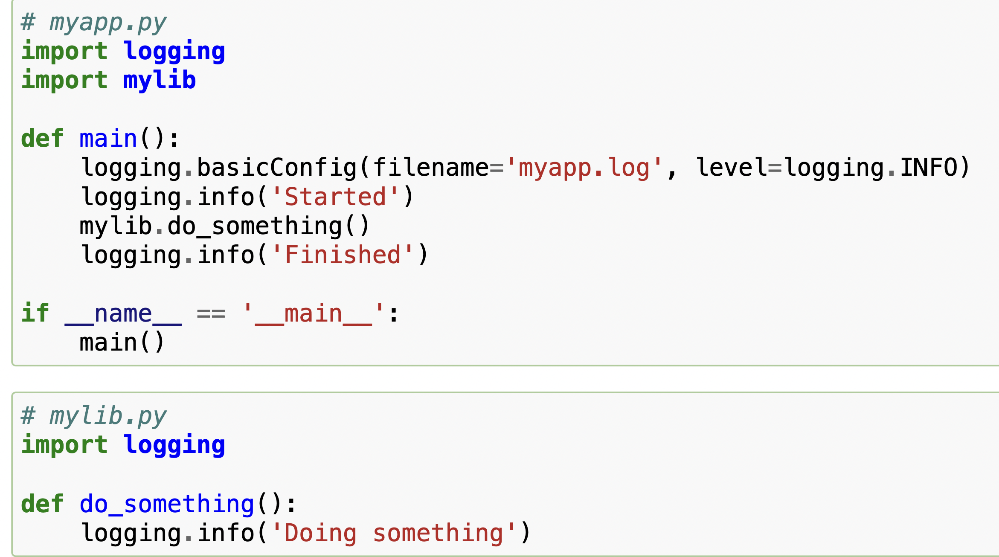 # myapp.py
import logging
import mylib

def main():
    logging.basicConfig(filename='myapp.log', level=logging.INFO)
    logging.info('Started')
    mylib.do_something()
    logging.info('Finished')

if __name__ == '__main__':
    main()

# mylib.py
import logging

def do_something():
    logging.info('Doing something')